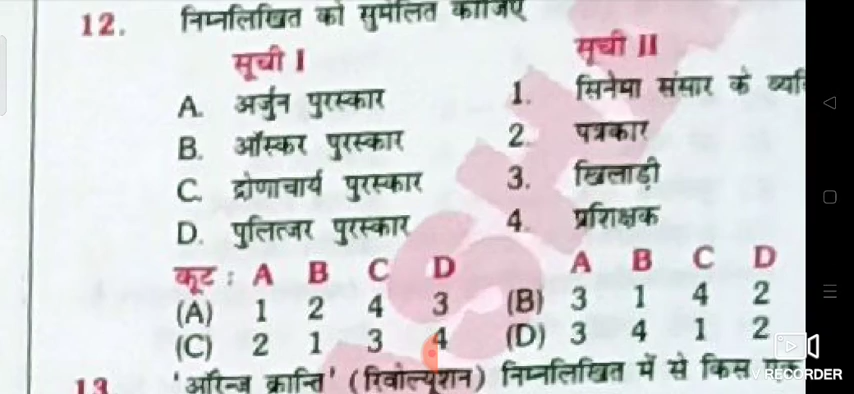 12. निम्नलिखित को सुमेलित कीजिए
सूची I सूची II
A. अर्जुन पुरस्कार 1. सिनेमा संसार के
B. ऑस्कर पुरस्कार 2. पत्रकार
C. द्रोणाचार्य पुरस्कार 3. खिलाड़ी
D. पुलित्जर पुरस्कार 4. प्रशिक्षक
कूट : A B C D A B C D
(A) 1 2 4 3 (B) 3 1 4 2
(C) 2 1 3 4 (D) 3 4 1 2
13. 'ऑरेन्ज क्रान्ति' (रिवोल्यूशन) निम्नलिखित में से किस
RECORDER